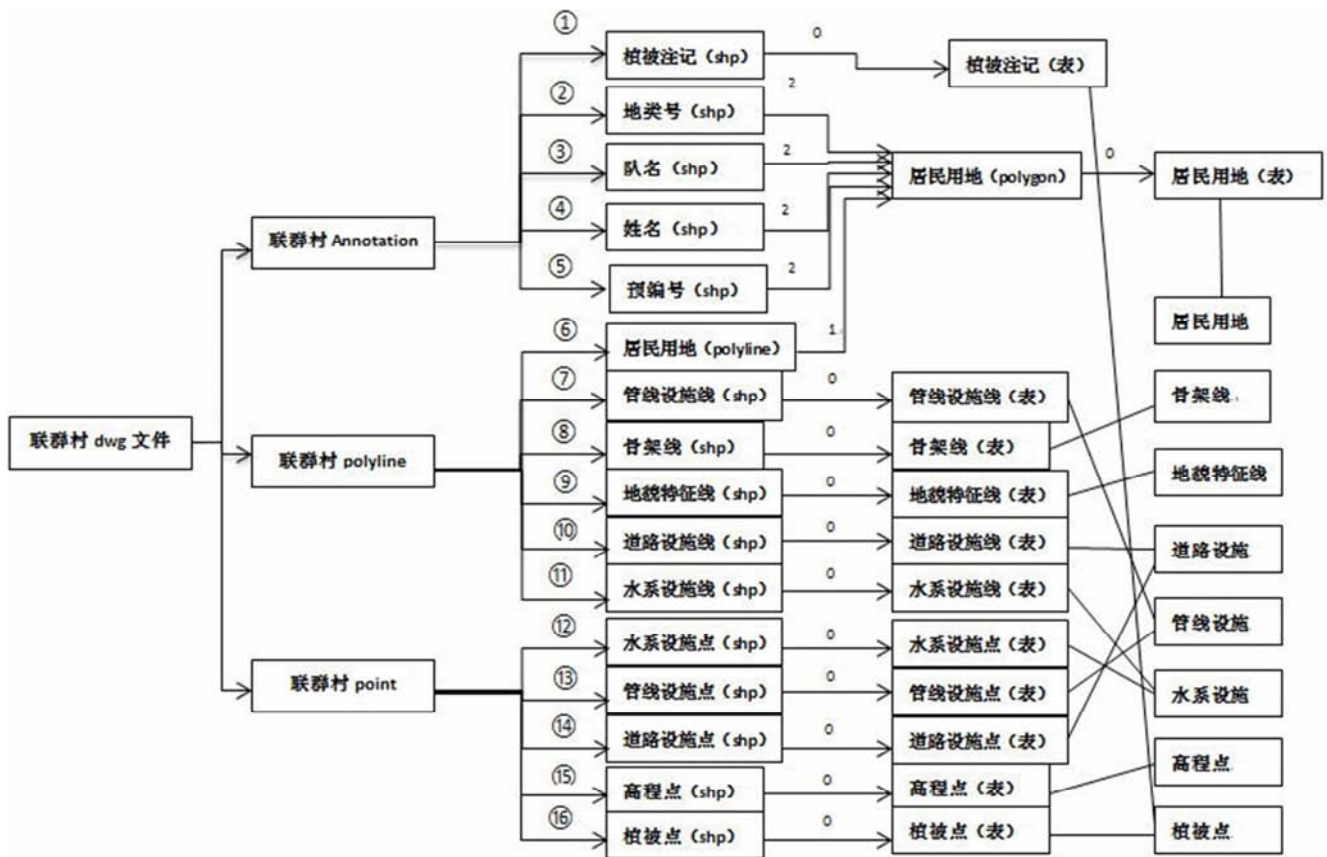 ①
植被注记（shp）
0
植被注记（表）
②
地类号（shp）
2
③
队名（shp）
2
居民用地（polygon）
0
居民用地（表）
④
姓名（shp）
2
联群村 Annotation
⑤
预编号（shp）
2
居民用地
⑥
居民用地（polyline）
1.
⑦
管线设施线（shp）
0
管线设施线（表）
骨架线.
联群村 dwg 文件
联群村 polyline
⑧
骨架线（shp）
0
骨架线（表）
⑨
地貌特征线（shp）
0
地貌特征线（表）
地貌特征线
⑩
道路设施线（shp）
0
道路设施线（表）
道路设施
⑪
水系设施线（shp）
0
水系设施线（表）
管线设施
⑫
水系设施点（shp）
0
水系设施点（表）
联群村 point
⑬
管线设施点（shp）
0
管线设施点（表）
水系设施
⑭
道路设施点（shp）
0
道路设施点（表）
高程点
⑮
高程点（shp）
0
高程点（表）
⑯
植被点（shp）
0
植被点（表）
植被点